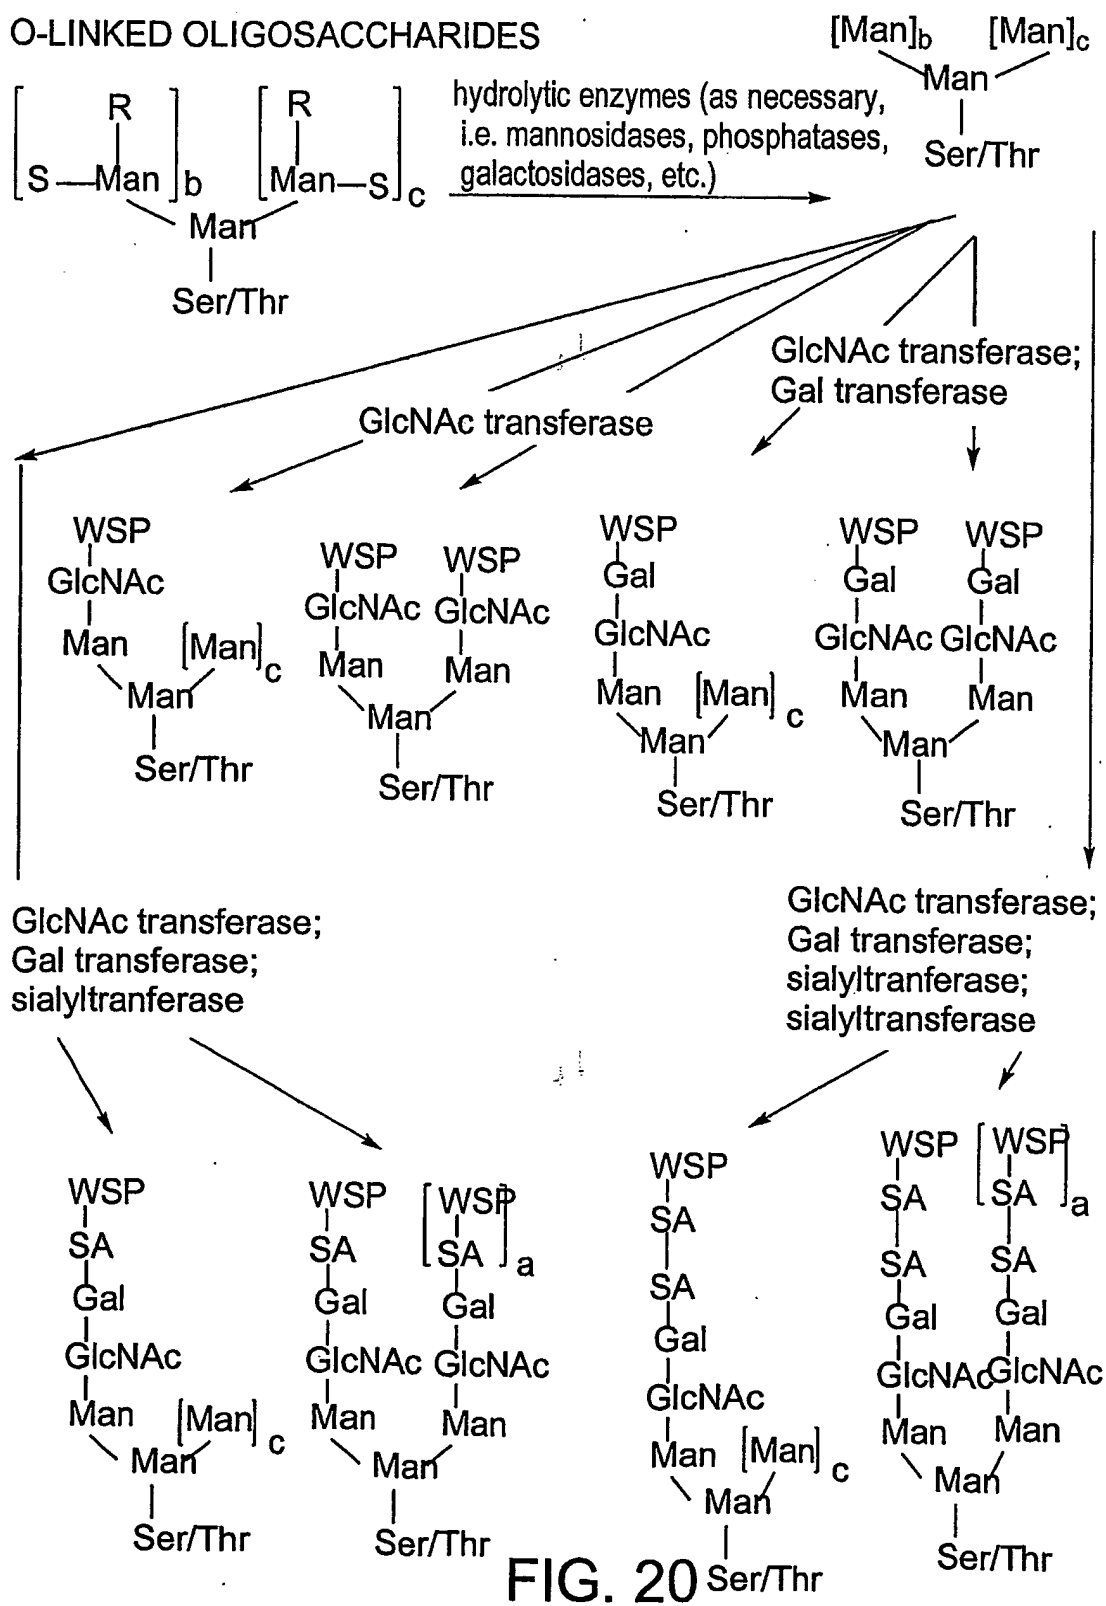 O-LINKED OLIGOSACCHARIDES
[Man]b [Man]c
Man
Ser/Thr
R R
[S—Man]b [Man—S]c
Man
Ser/Thr
hydrolytic enzymes (as necessary,
i.e. mannosidases, phosphatases,
galactosidases, etc.)
GlcNAc transferase;
Gal transferase
GlcNAc transferase
WSP
GlcNAc
Man [Man]c
Man
Ser/Thr
WSP WSP
GlcNAc GlcNAc
Man Man
Man
Ser/Thr
WSP
Gal
GlcNAc
Man [Man]c
Man
Ser/Thr
WSP WSP
Gal Gal
GlcNAc GlcNAc
Man Man
Man
Ser/Thr
GlcNAc transferase;
Gal transferase;
sialyltranferase
GlcNAc transferase;
Gal transferase;
sialyltranferase;
sialyltransferase
WSP
SA
Gal
GlcNAc
Man [Man]c
Man
Ser/Thr
WSP [WSP
SA SA]a
Gal Gal
GlcNAc GlcNAc
Man Man
Man
Ser/Thr
WSP
SA
SA
Gal
GlcNAc
Man [Man]c
Man
Ser/Thr
WSP [WSP
SA SA]a
SA SA
Gal Gal
GlcNAc GlcNAc
Man Man
Man
Ser/Thr
FIG. 20